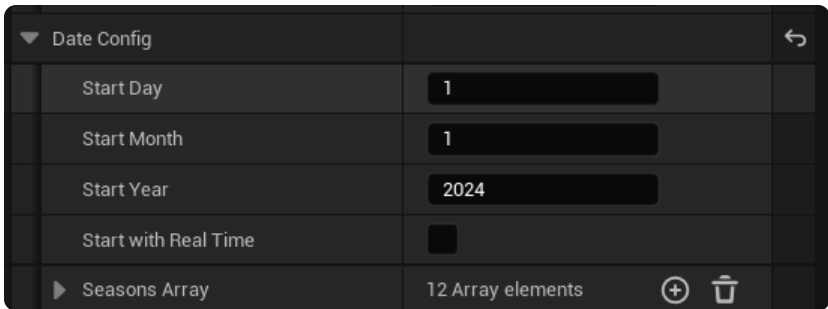 Date Config
Start Day 1
Start Month 1
Start Year 2024
Start with Real Time
Seasons Array 12 Array elements